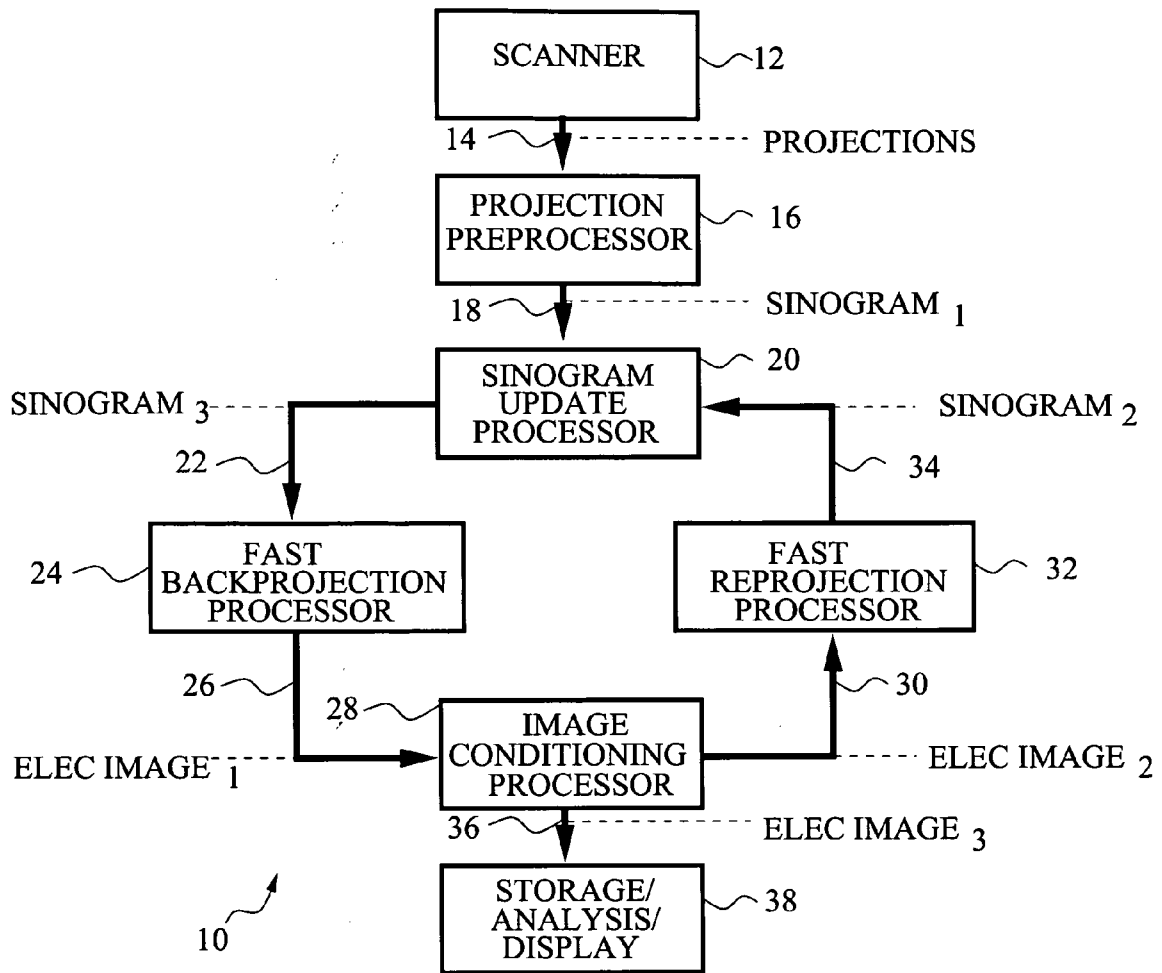 SCANNER
12
14
PROJECTIONS
PROJECTION
PREPROCESSOR
16
18
SINOGRAM 1
20
SINOGRAM
UPDATE
PROCESSOR
SINOGRAM 3
SINOGRAM 2
22
34
24
FAST
BACKPROJECTION
PROCESSOR
FAST
REPROJECTION
PROCESSOR
32
26
30
28
IMAGE
CONDITIONING
PROCESSOR
ELEC IMAGE 1
ELEC IMAGE 2
36
ELEC IMAGE 3
STORAGE/
ANALYSIS/
DISPLAY
38
10